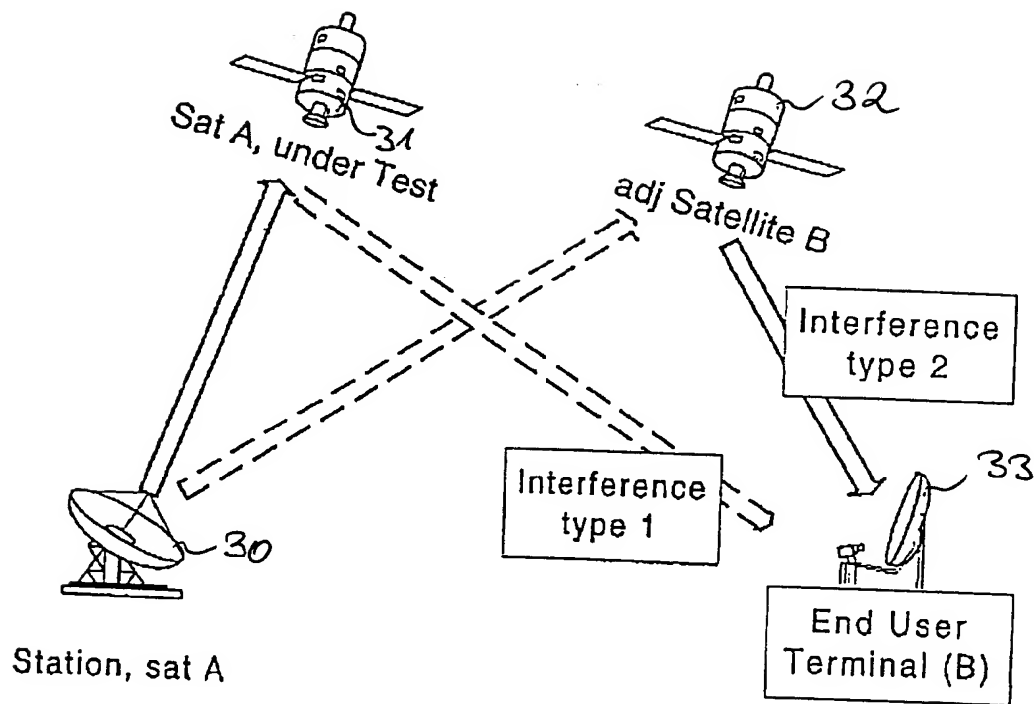 32
31
Sat A, under Test
adj Satellite B
Interference
type 2
33
Interference
type 1
30
End User
Terminal (B)
Station, sat A